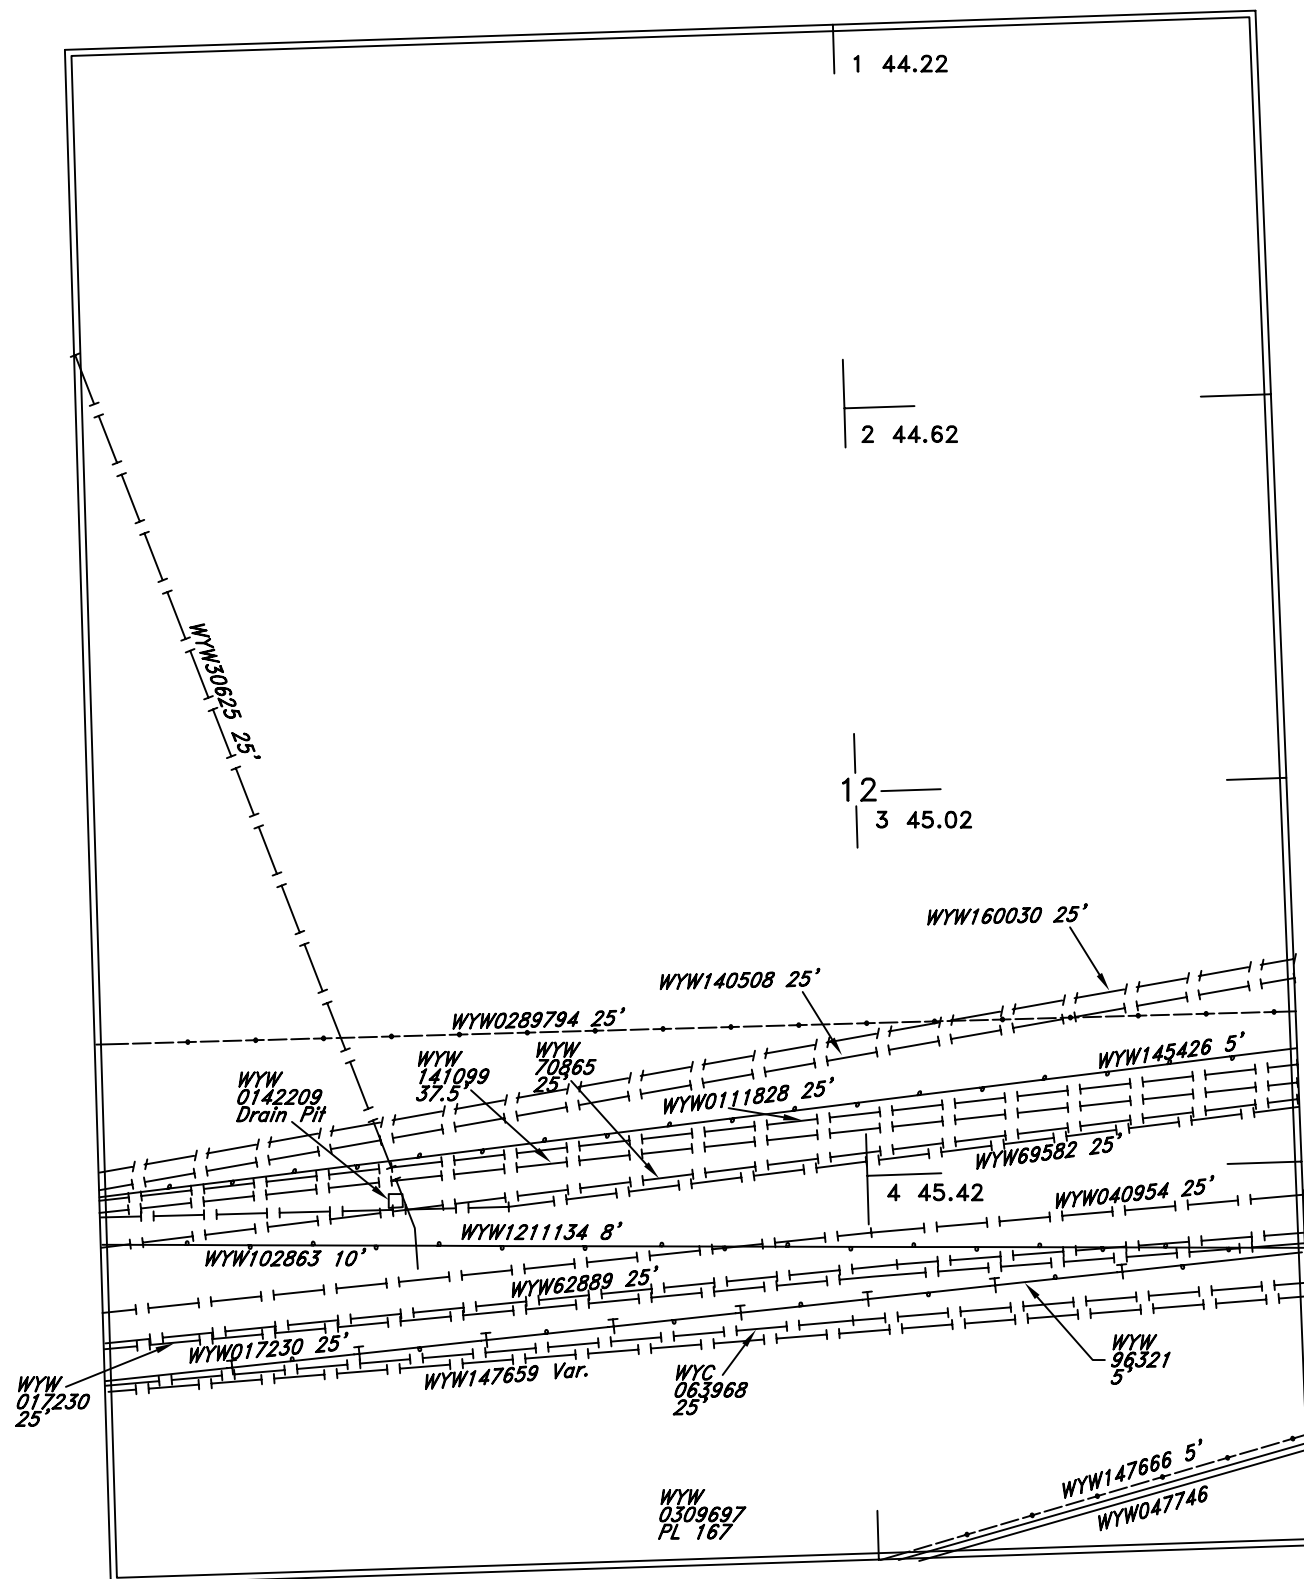 1 44.22
2 44.62
WYW30625 25'
12
3 45.02
WYW160030 25'
WYW140508 25'
WYW0289794 25'
WYW
141099
37.5'
WYW
70865
25'
WYW
0142209
Drain Pit
WYW145426 5'
WYW0111828 25'
WYW69582 25'
4 45.42
WYW040954 25'
WYW1211134 8'
WYW102863 10'
WYW62889 25'
WYW017230 25'
WYW147659 Var.
WYW
017230
25'
WYC
063968
25'
WYW
96321
5'
WYW147666 5'
WYW047746
WYW
0309697
PL 167